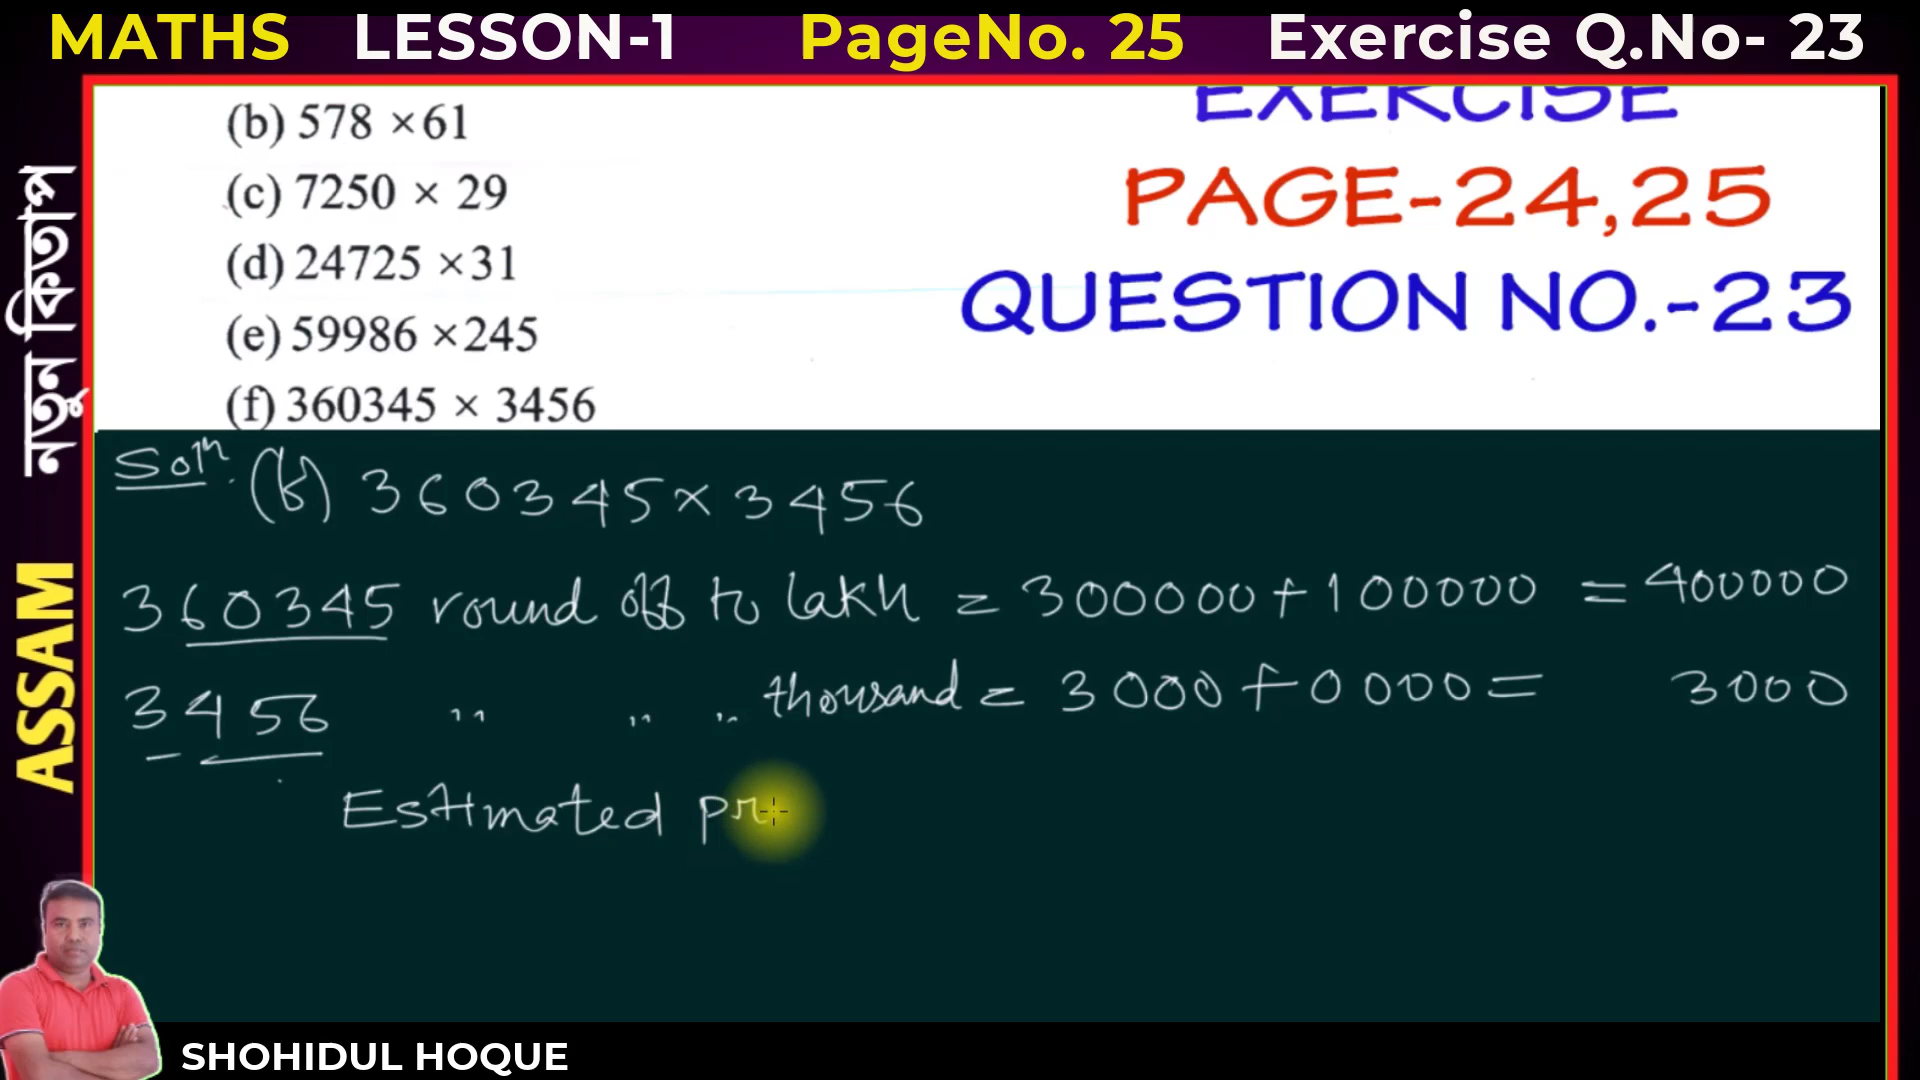 MATHS LESSON-1 PageNo. 25 Exercise Q.No- 23
EXERCISE
PAGE-24,25
QUESTION NO.-23
(b) 578 ×61
(c) 7250 × 29
(d) 24725 ×31
(e) 59986 ×245
(f) 360345 × 3456
Soln. (f) 360345 × 3456
360345 round off to lakh = 300000 + 100000 = 400000
3456 " " " thousand = 3000 + 0000 = 3000
Estimated pr
নতুন কিতাপ
ASSAM
SHOHIDUL HOQUE